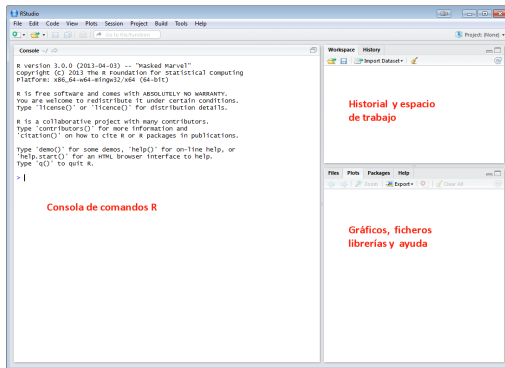 RStudio
File Edit Code View Plots Session Project Build Tools Help
Go to file/function
Project: (None)
Console
R version 3.0.0 (2013-04-03) -- "Masked Marvel"
Copyright (C) 2013 The R Foundation for Statistical Computing
Platform: x86_64-w64-mingw32/x64 (64-bit)
R is free software and comes with ABSOLUTELY NO WARRANTY.
You are welcome to redistribute it under certain conditions.
Type 'license()' or 'licence()' for distribution details.
R is a collaborative project with many contributors.
Type 'contributors()' for more information and
'citation()' on how to cite R or R packages in publications.
Type 'demo()' for some demos, 'help()' for on-line help, or
'help.start()' for an HTML browser interface to help.
Type 'q()' to quit R.
>
Consola de comandos R
Workspace History
Import Dataset
Historial y espacio
de trabajo
Files Plots Packages Help
Zoom Export Clear All
Gráficos, ficheros
librerías y ayuda